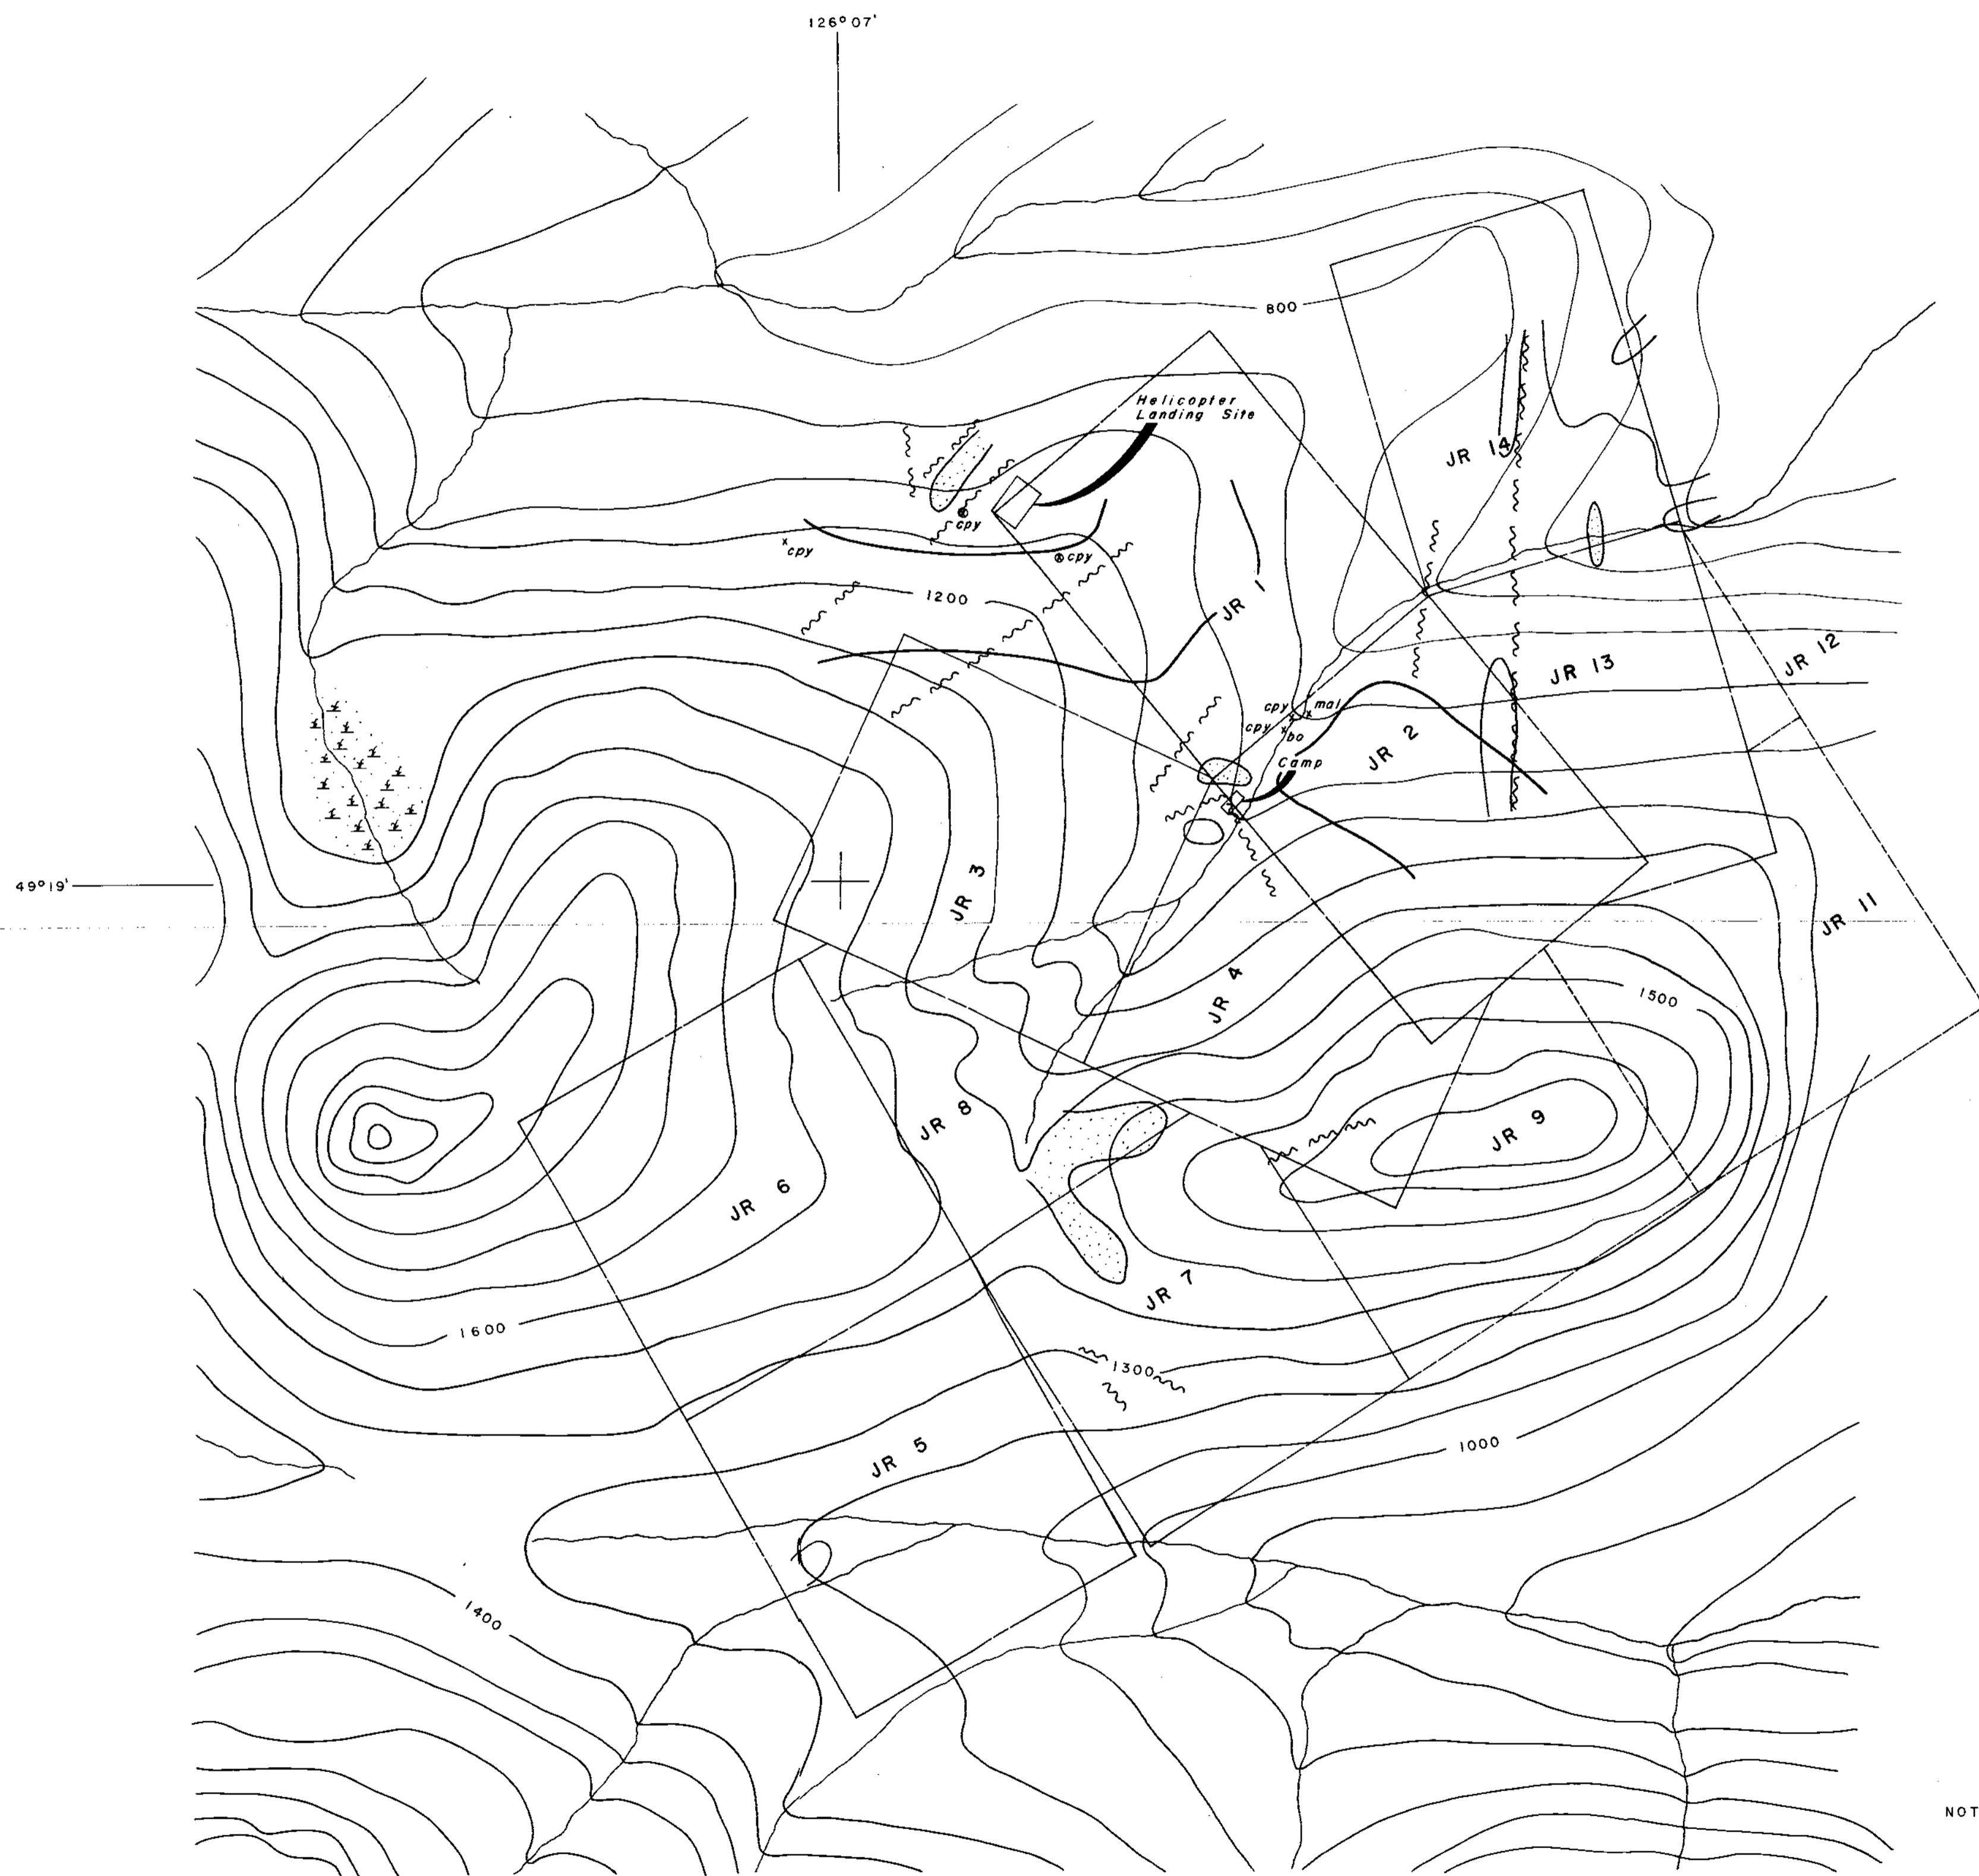 126° 07'
800
Helicopter
Landing Site
JR 14
cpy
cpy
cpy
1200
JR 1
JR 12
JR 13
cpy
mal
cpy
bo
JR 2
Camp
JR 3
49° 19'
JR 11
JR 4
1500
JR 8
JR 9
JR 6
JR 7
1600
1300
JR 5
1000
1400
NOT